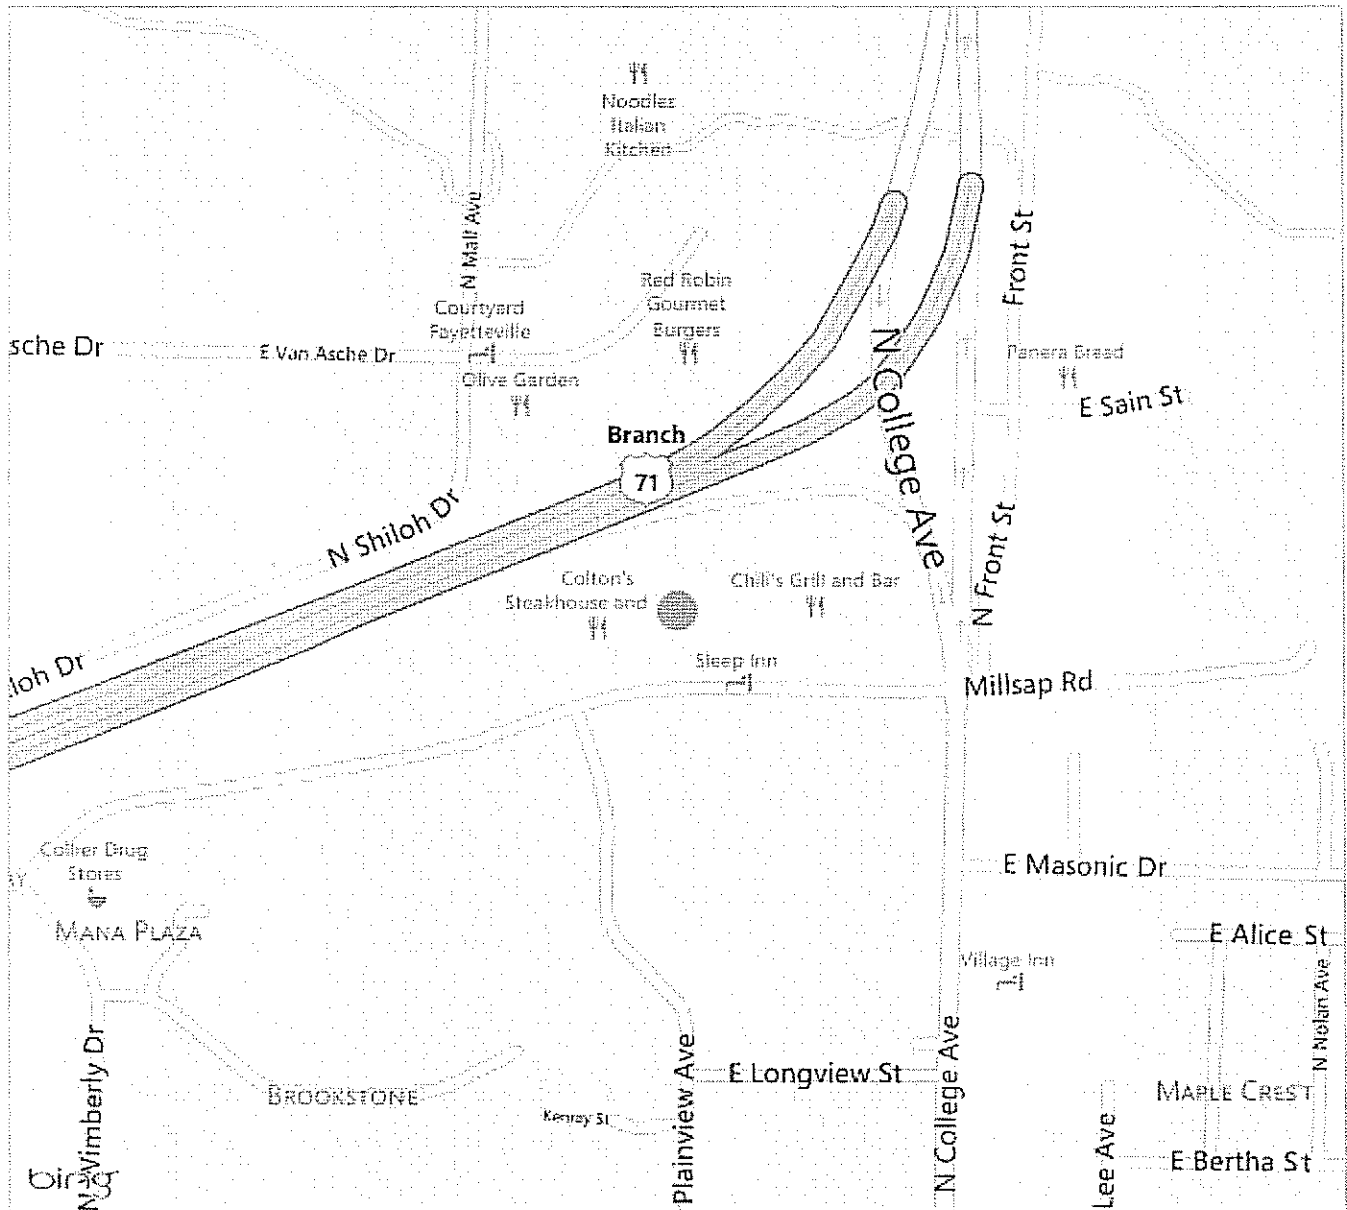 Noodles
Italian
Kitchen
N Mall Ave
Front St
Red Robin
Gourmet
Burgers
Courtyard
Fayetteville
sche Dr
E Van Asche Dr
Olive Garden
N College Ave
Panera Bread
E Sain St
Branch
71
N Shiloh Dr
N Front St
Colton's
Steakhouse and
Chili's Grill and Bar
iloh Dr
Sleep Inn
Millsap Rd
Collier Drug
Stores
E Masonic Dr
MANA PLAZA
E Alice St
Village Inn
N Nolan Ave
N Wimberly Dr
BROOKSTONE
Plainview Ave
E Longview St
N College Ave
MAPLE CREST
Kenray St
Lee Ave
E Bertha St
bing